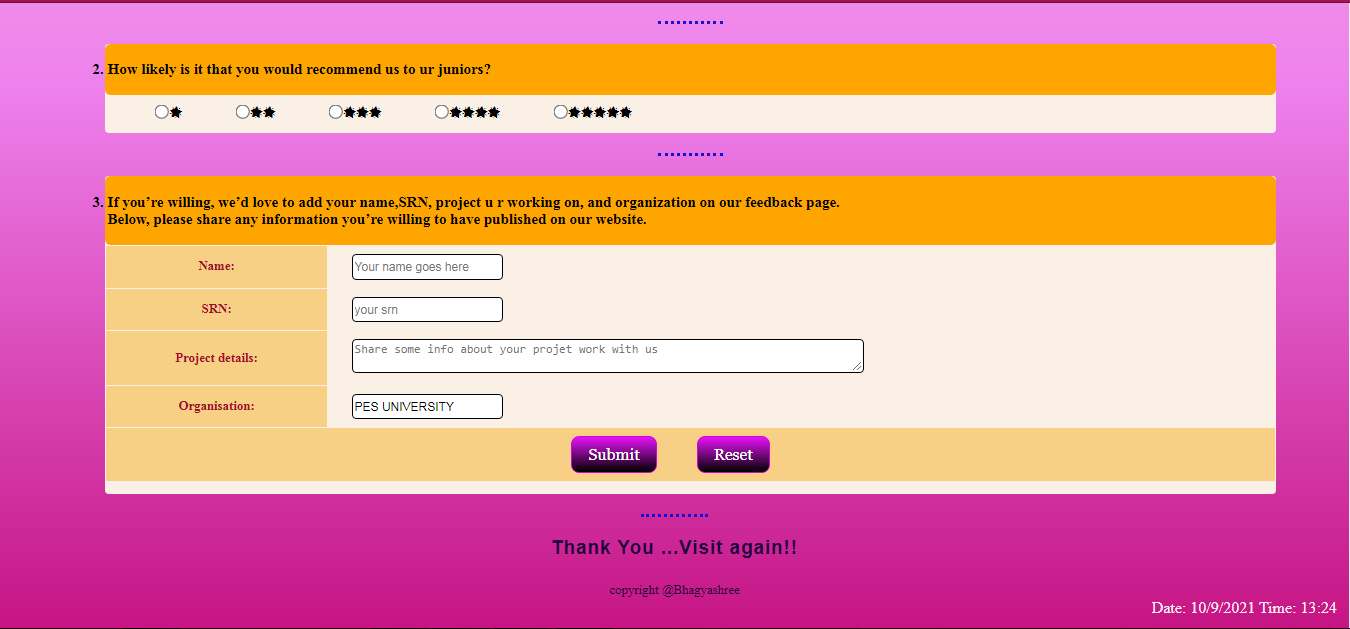 ...........
2. How likely is it that you would recommend us to ur juniors?
...........
3. If you’re willing, we’d love to add your name,SRN, project u r working on, and organization on our feedback page.
Below, please share any information you’re willing to have published on our website.
Name: Your name goes here
SRN: your srn
Project details: Share some info about your projet work with us
Organisation: PES UNIVERSITY
Submit Reset
............
Thank You ...Visit again!!
copyright @Bhagyashree
Date: 10/9/2021 Time: 13:24